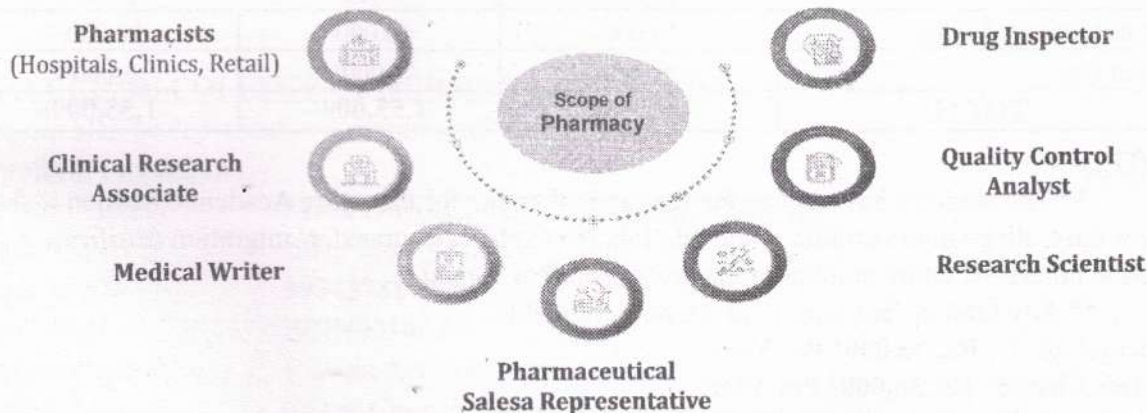 Pharmacists
(Hospitals, Clinics, Retail)
Clinical Research
Associate
Medical Writer
Pharmaceutical
Salesa Representative
Scope of
Pharmacy
Drug Inspector
Quality Control
Analyst
Research Scientist